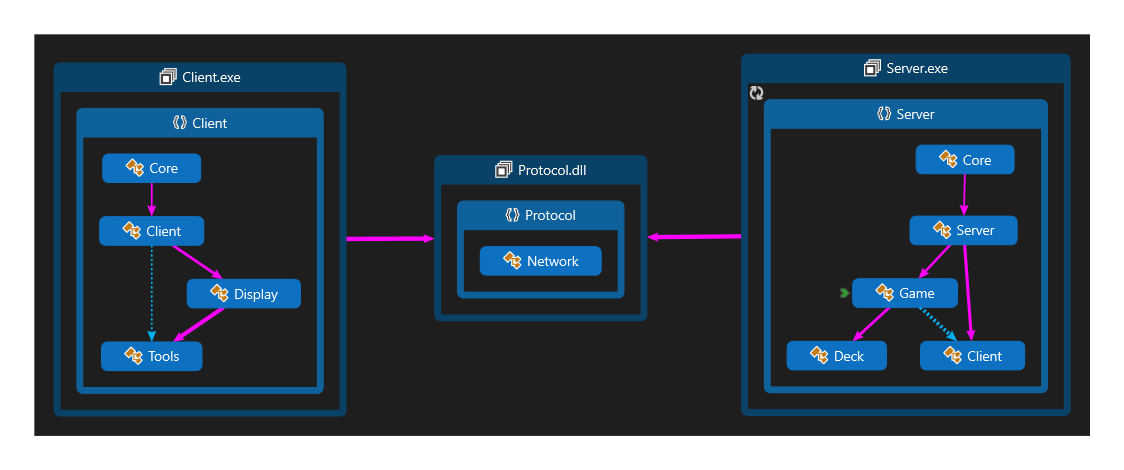 Client.exe
Client
Core
Client
Display
Tools
Protocol.dll
Protocol
Network
Server.exe
Server
Core
Server
Game
Deck
Client